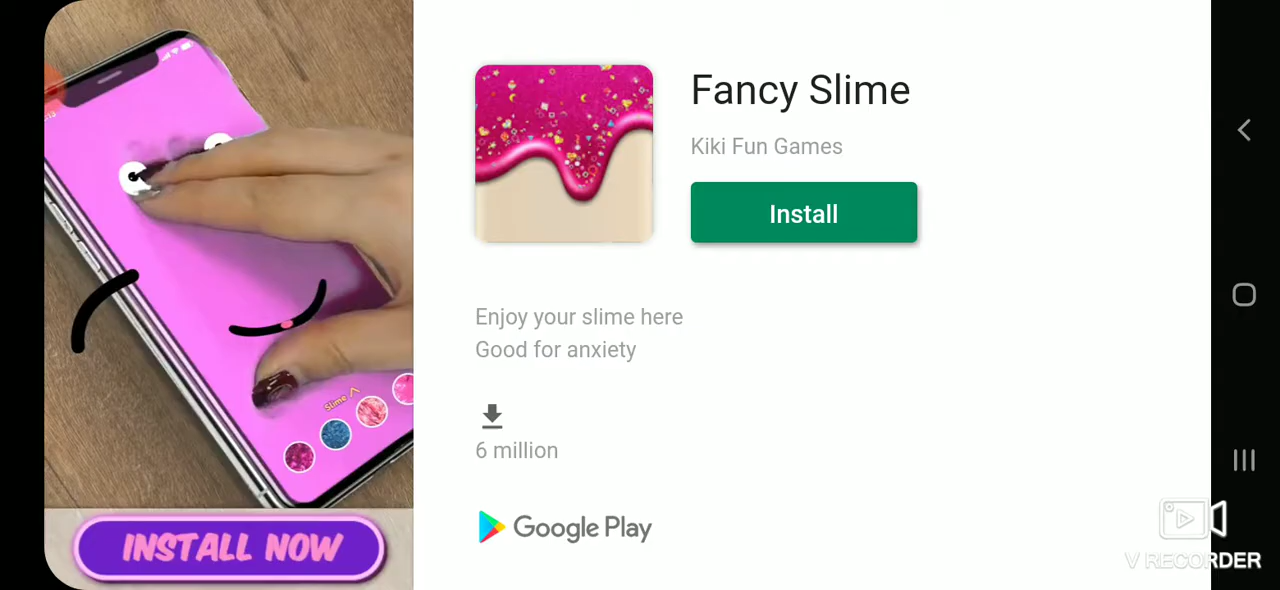 Slime
INSTALL NOW
Fancy Slime
Kiki Fun Games
Install
Enjoy your slime here
Good for anxiety
6 million
Google Play
V RECORDER